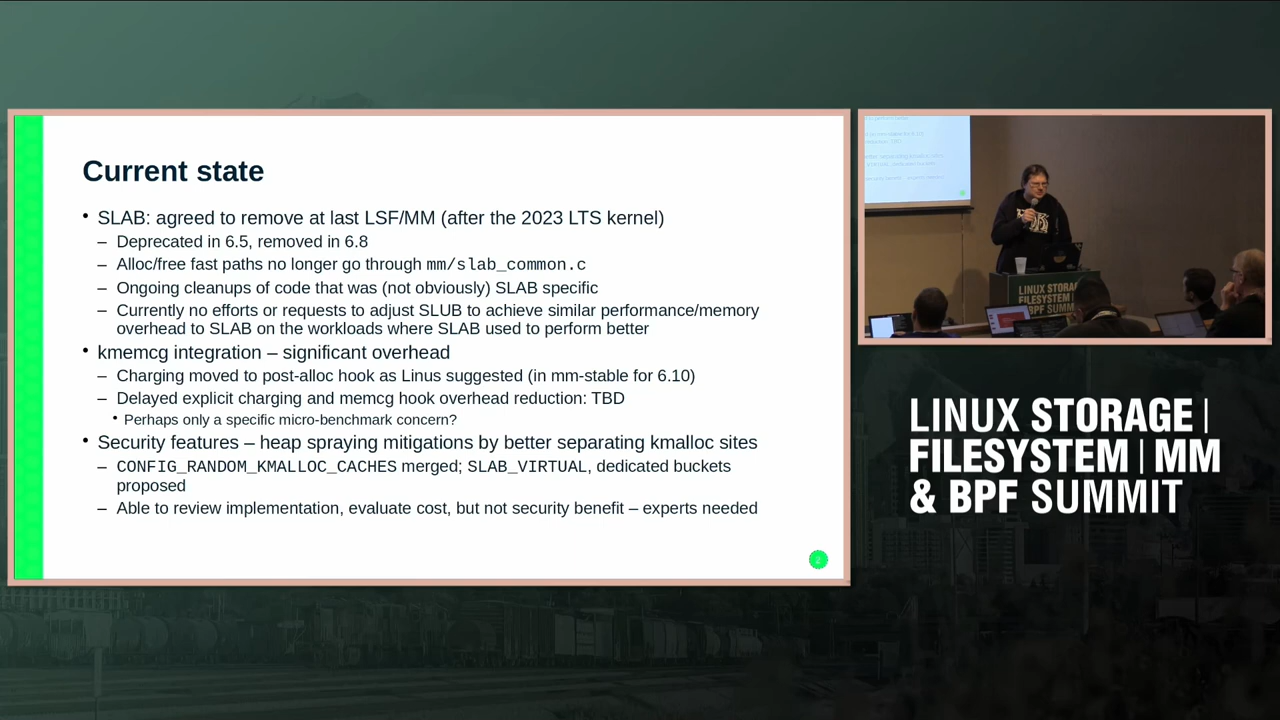 Current state
• SLAB: agreed to remove at last LSF/MM (after the 2023 LTS kernel)
– Deprecated in 6.5, removed in 6.8
– Alloc/free fast paths no longer go through mm/slab_common.c
– Ongoing cleanups of code that was (not obviously) SLAB specific
– Currently no efforts or requests to adjust SLUB to achieve similar performance/memory
overhead to SLAB on the workloads where SLAB used to perform better
• kmemcg integration – significant overhead
– Charging moved to post-alloc hook as Linus suggested (in mm-stable for 6.10)
– Delayed explicit charging and memcg hook overhead reduction: TBD
• Perhaps only a specific micro-benchmark concern?
• Security features – heap spraying mitigations by better separating kmalloc sites
– CONFIG_RANDOM_KMALLOC_CACHES merged; SLAB_VIRTUAL, dedicated buckets
proposed
– Able to review implementation, evaluate cost, but not security benefit – experts needed
2
LINUX STORAGE
FILESYSTEM
BPF SUMM
LINUX STORAGE |
FILESYSTEM | MM
& BPF SUMMIT